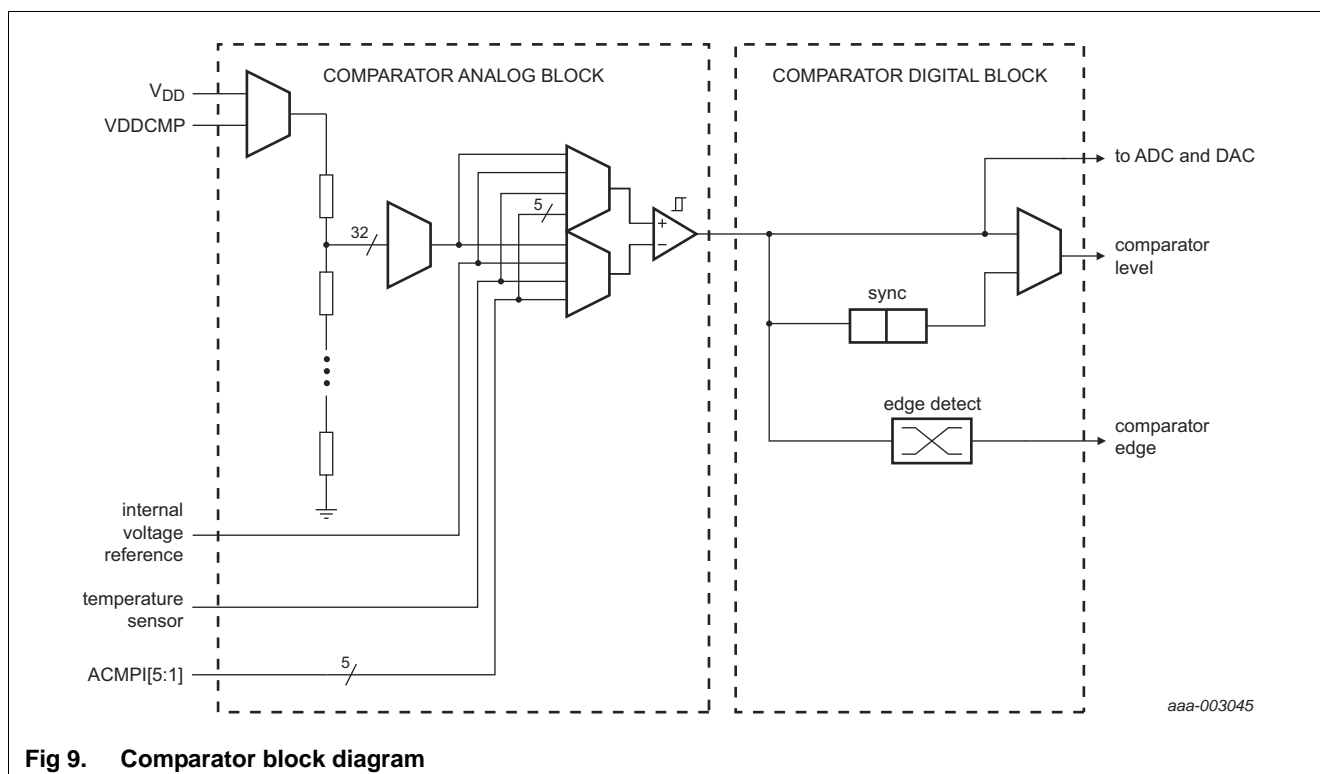 COMPARATOR ANALOG BLOCK
COMPARATOR DIGITAL BLOCK
VDD
VDDCMP
32
5
+
−
to ADC and DAC
comparator
level
sync
edge detect
comparator
edge
internal
voltage
reference
temperature
sensor
ACMPI[5:1]
5
aaa-003045
Fig 9. Comparator block diagram